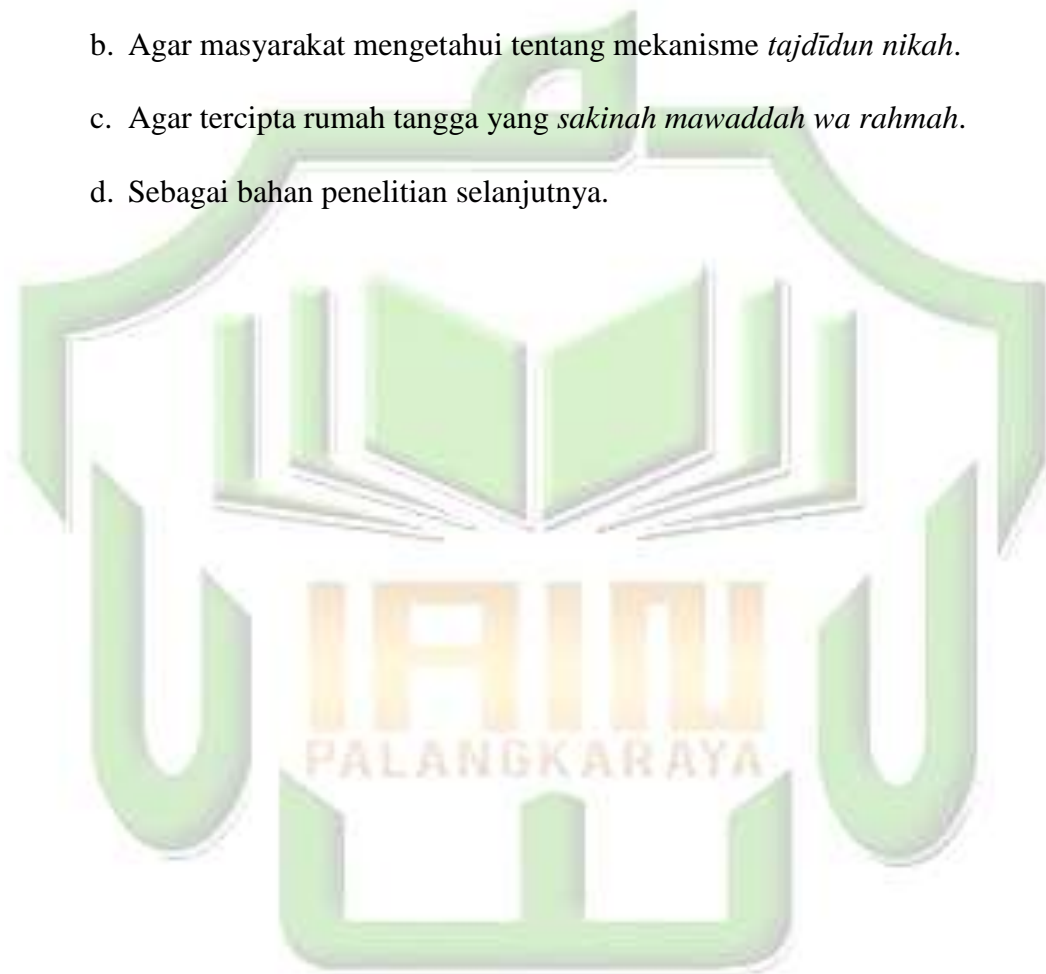 b. Agar masyarakat mengetahui tentang mekanisme tajdīdun nikah.
c. Agar tercipta rumah tangga yang sakinah mawaddah wa rahmah.
d. Sebagai bahan penelitian selanjutnya.
IAIN
PALANGKARAYA